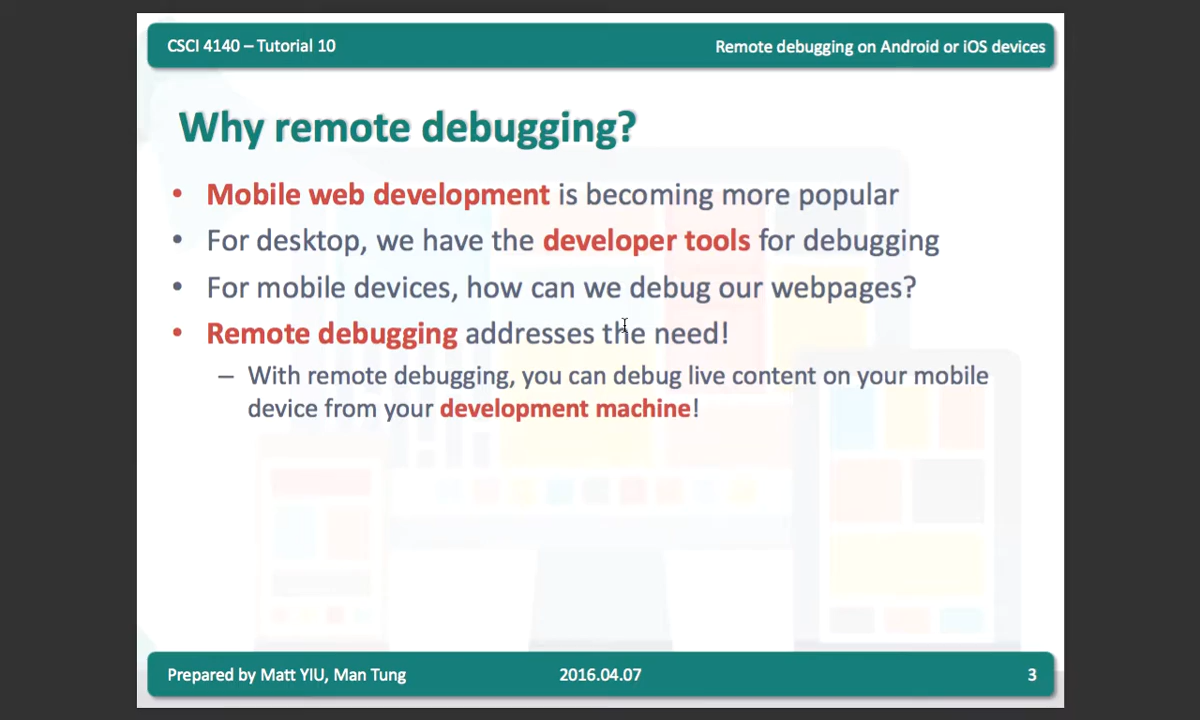 CSCI 4140 – Tutorial 10
Remote debugging on Android or iOS devices
Why remote debugging?
• Mobile web development is becoming more popular
• For desktop, we have the developer tools for debugging
• For mobile devices, how can we debug our webpages?
• Remote debugging addresses the need!
– With remote debugging, you can debug live content on your mobile
device from your development machine!
Prepared by Matt YIU, Man Tung
2016.04.07
3